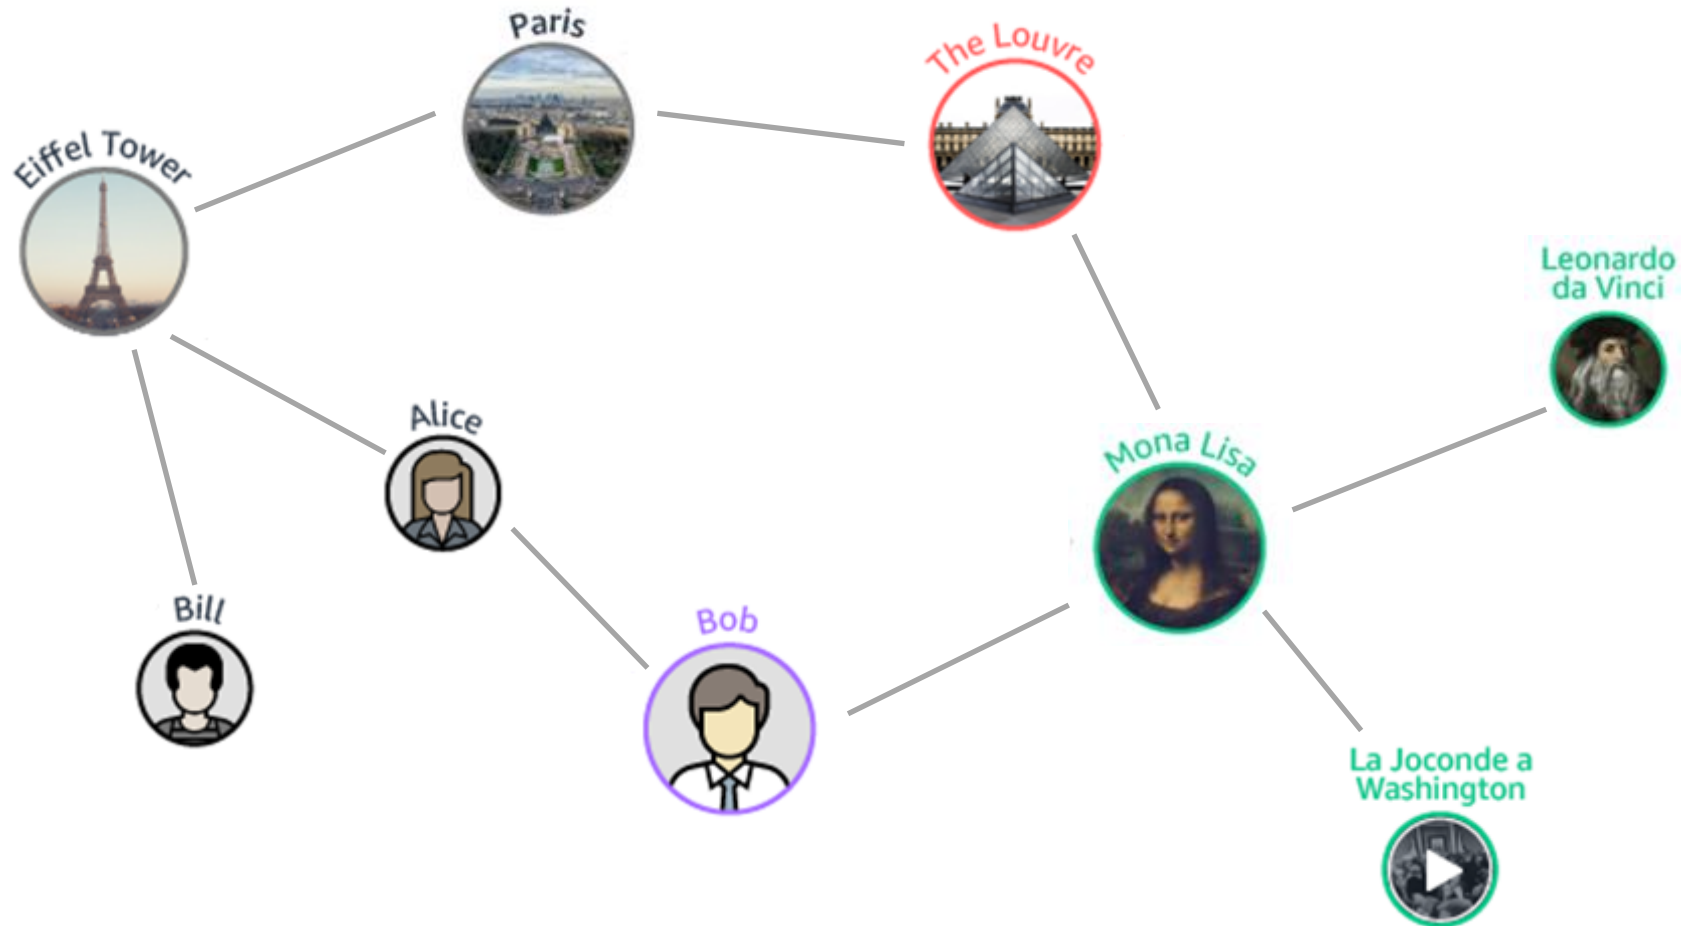 Paris
The Louvre
Eiffel Tower
Leonardo
da Vinci
Alice
Mona Lisa
Bill
Bob
La Joconde a
Washington